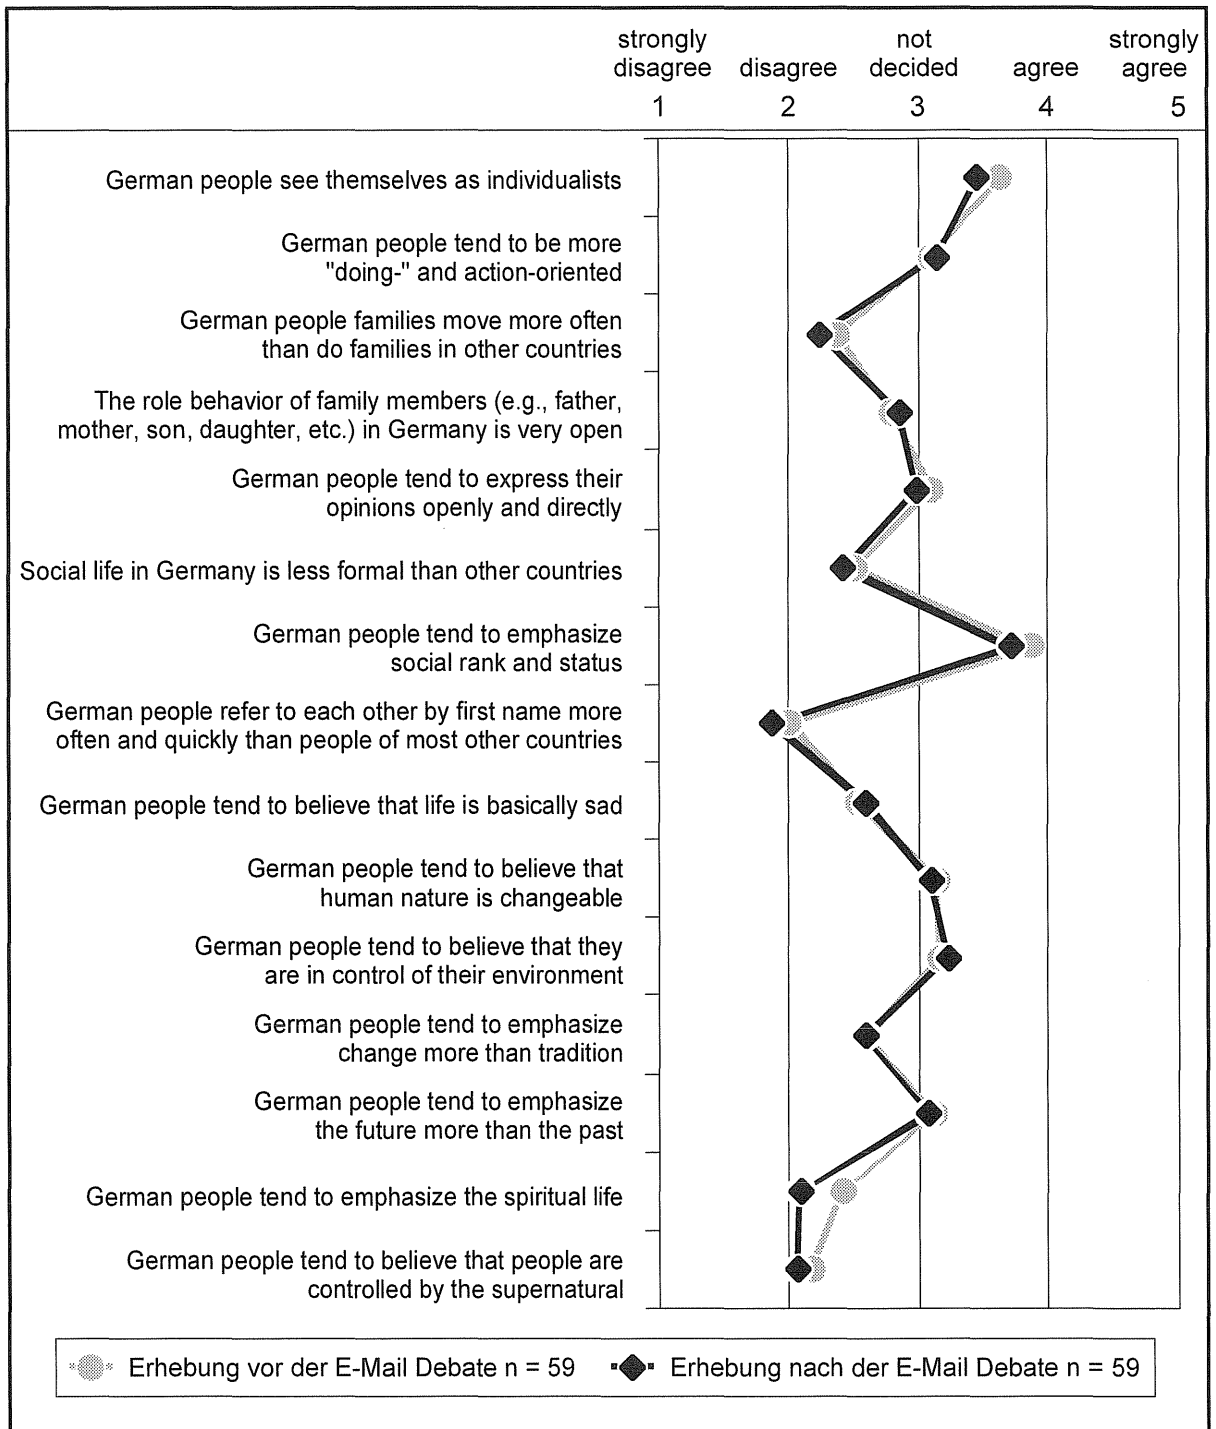 strongly disagree
disagree
not decided
agree
strongly agree
1 2 3 4 5
German people see themselves as individualists
German people tend to be more
"doing-" and action-oriented
German people families move more often
than do families in other countries
The role behavior of family members (e.g., father,
mother, son, daughter, etc.) in Germany is very open
German people tend to express their
opinions openly and directly
Social life in Germany is less formal than other countries
German people tend to emphasize
social rank and status
German people refer to each other by first name more
often and quickly than people of most other countries
German people tend to believe that life is basically sad
German people tend to believe that
human nature is changeable
German people tend to believe that they
are in control of their environment
German people tend to emphasize
change more than tradition
German people tend to emphasize
the future more than the past
German people tend to emphasize the spiritual life
German people tend to believe that people are
controlled by the supernatural
Erhebung vor der E-Mail Debate n = 59
Erhebung nach der E-Mail Debate n = 59